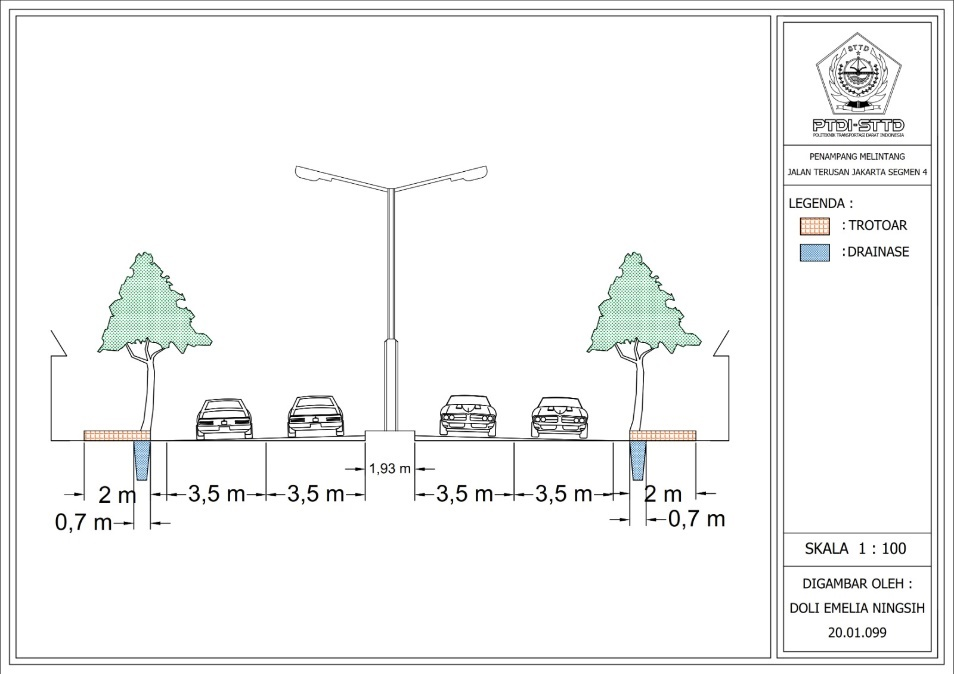 1,93 m
2 m
3,5 m
3,5 m
3,5 m
3,5 m
2 m
0,7 m
0,7 m
STTD
PTDI-STTD
POLITEKNIK TRANSPORTASI DARAT INDONESIA
PENAMPANG MELINTANG
JALAN TERUSAN JAKARTA SEGMEN 4
LEGENDA :
: TROTOAR
: DRAINASE
SKALA 1 : 100
DIGAMBAR OLEH :
DOLI EMELIA NINGSIH
20.01.099